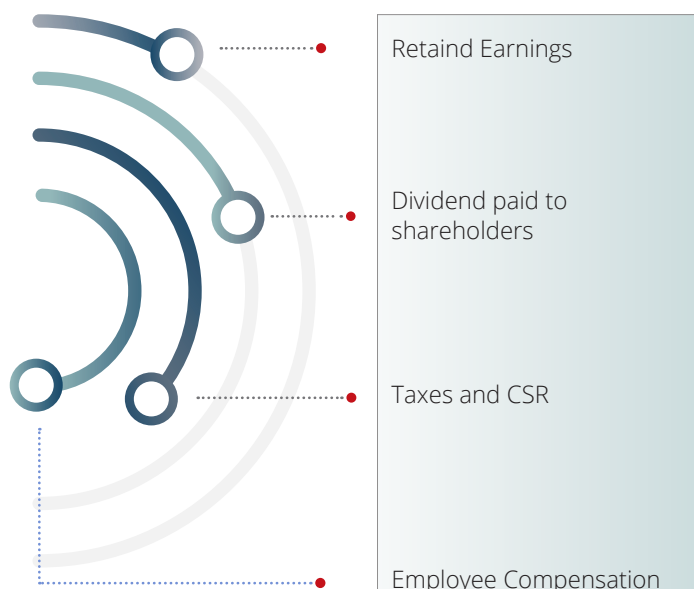 Retaind Earnings
Dividend paid to
shareholders
Taxes and CSR
Employee Compensation